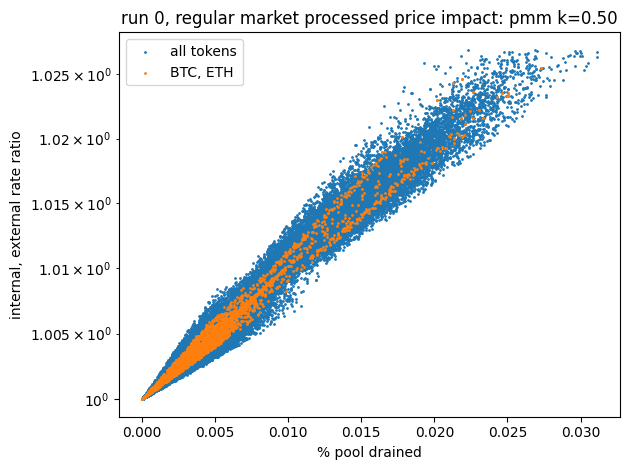 run 0, regular market processed price impact: pmm k=0.50
all tokens
BTC, ETH
internal, external rate ratio
1.025 × 10⁰
1.02 × 10⁰
1.015 × 10⁰
1.01 × 10⁰
1.005 × 10⁰
10⁰
0.000 0.005 0.010 0.015 0.020 0.025 0.030
% pool drained